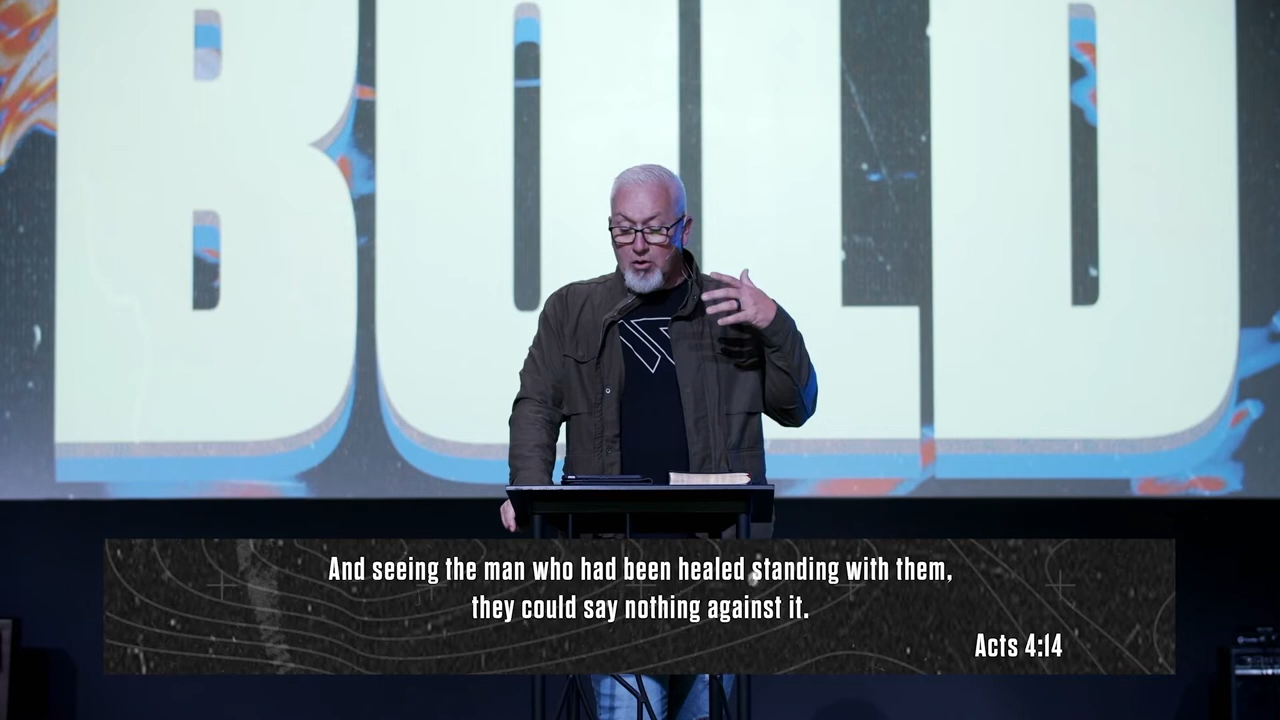 BOLD
And seeing the man who had been healed standing with them,
they could say nothing against it.
Acts 4:14